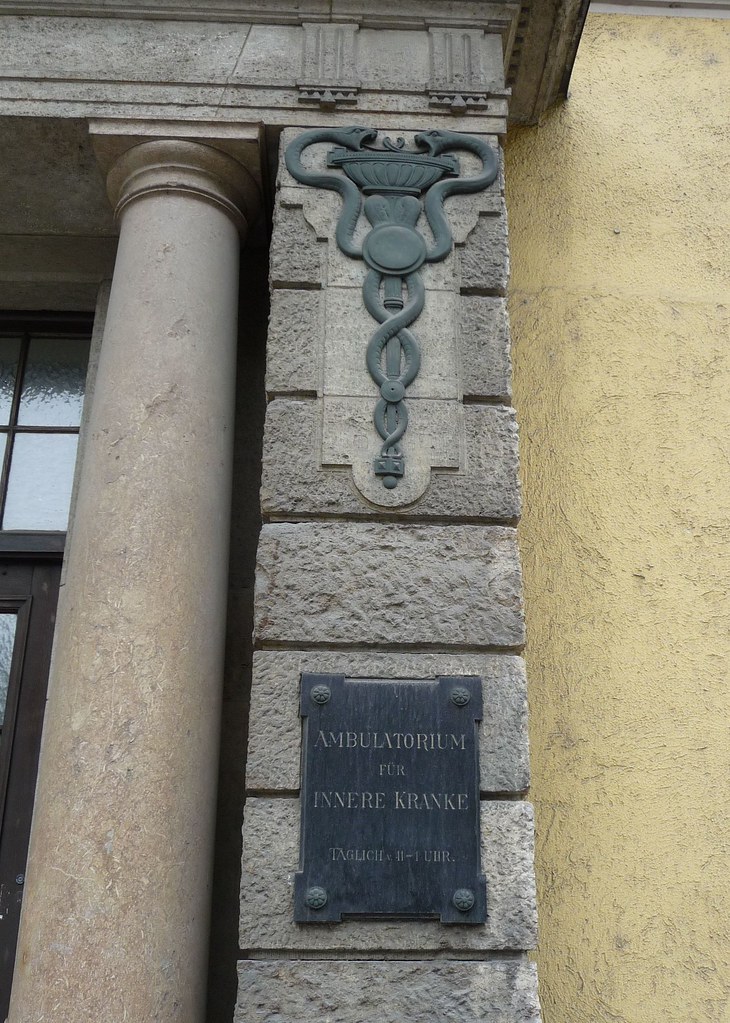 AMBULATORIUM
FÜR
INNERE KRANKE
TÄGLICH V. 11-1 UHR.